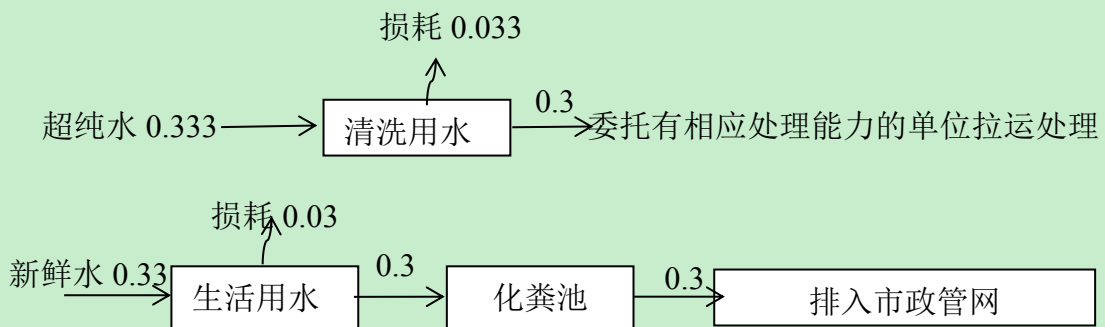 损耗 0.033
超纯水 0.333
清洗用水
0.3
委托有相应处理能力的单位拉运处理
损耗 0.03
新鲜水 0.33
生活用水
0.3
化粪池
0.3
排入市政管网